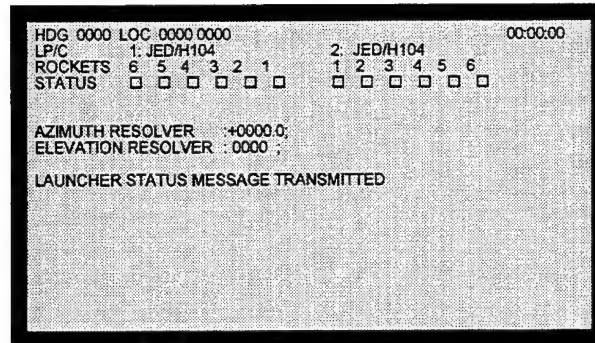 HDG 0000 LOC 0000 0000 00:00:00
LP/C 1: JED/H104 2: JED/H104
ROCKETS 6 5 4 3 2 1 1 2 3 4 5 6
STATUS
AZIMUTH RESOLVER :+0000.0;
ELEVATION RESOLVER : 0000 ;
LAUNCHER STATUS MESSAGE TRANSMITTED